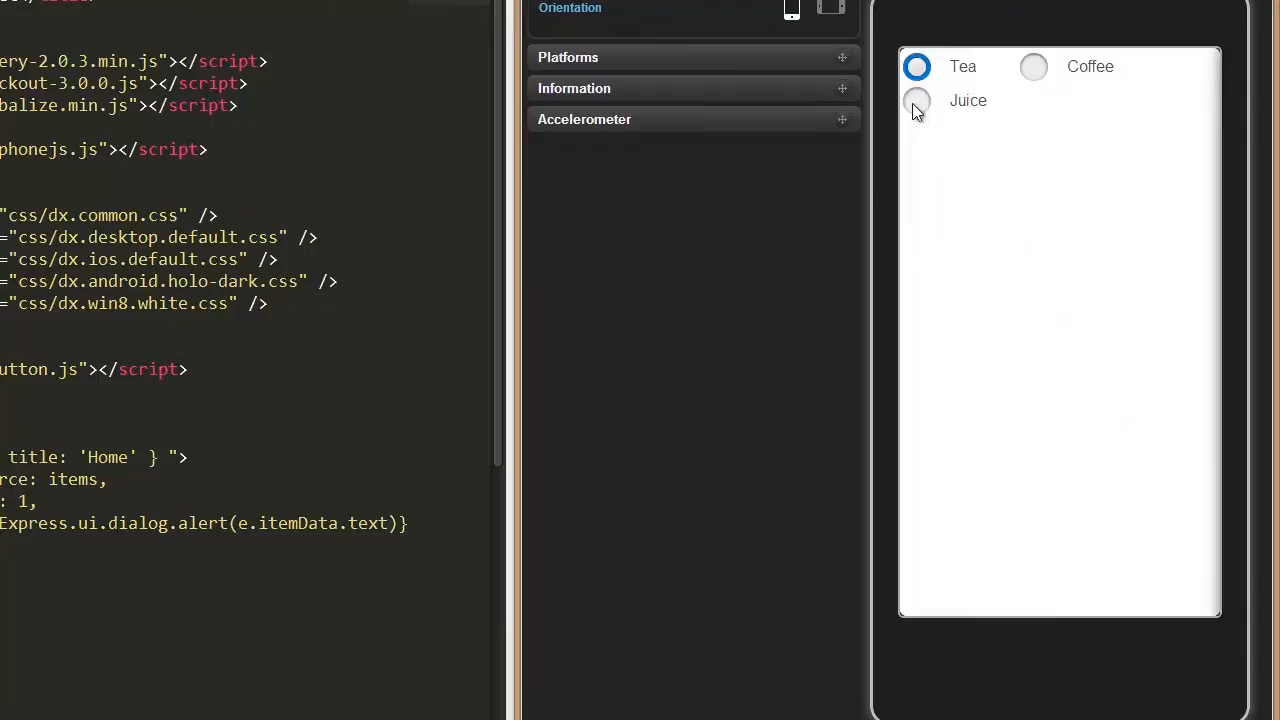 ery-2.0.3.min.js"></script>
ckout-3.0.0.js"></script>
balize.min.js"></script>
phonejs.js"></script>
="css/dx.common.css" />
="css/dx.desktop.default.css" />
="css/dx.ios.default.css" />
="css/dx.android.holo-dark.css" />
="css/dx.win8.white.css" />
utton.js"></script>
title: 'Home' } ">
rce: items,
: 1,
Express.ui.dialog.alert(e.itemData.text)}
Orientation
Platforms
Information
Accelerometer
Tea Coffee
Juice